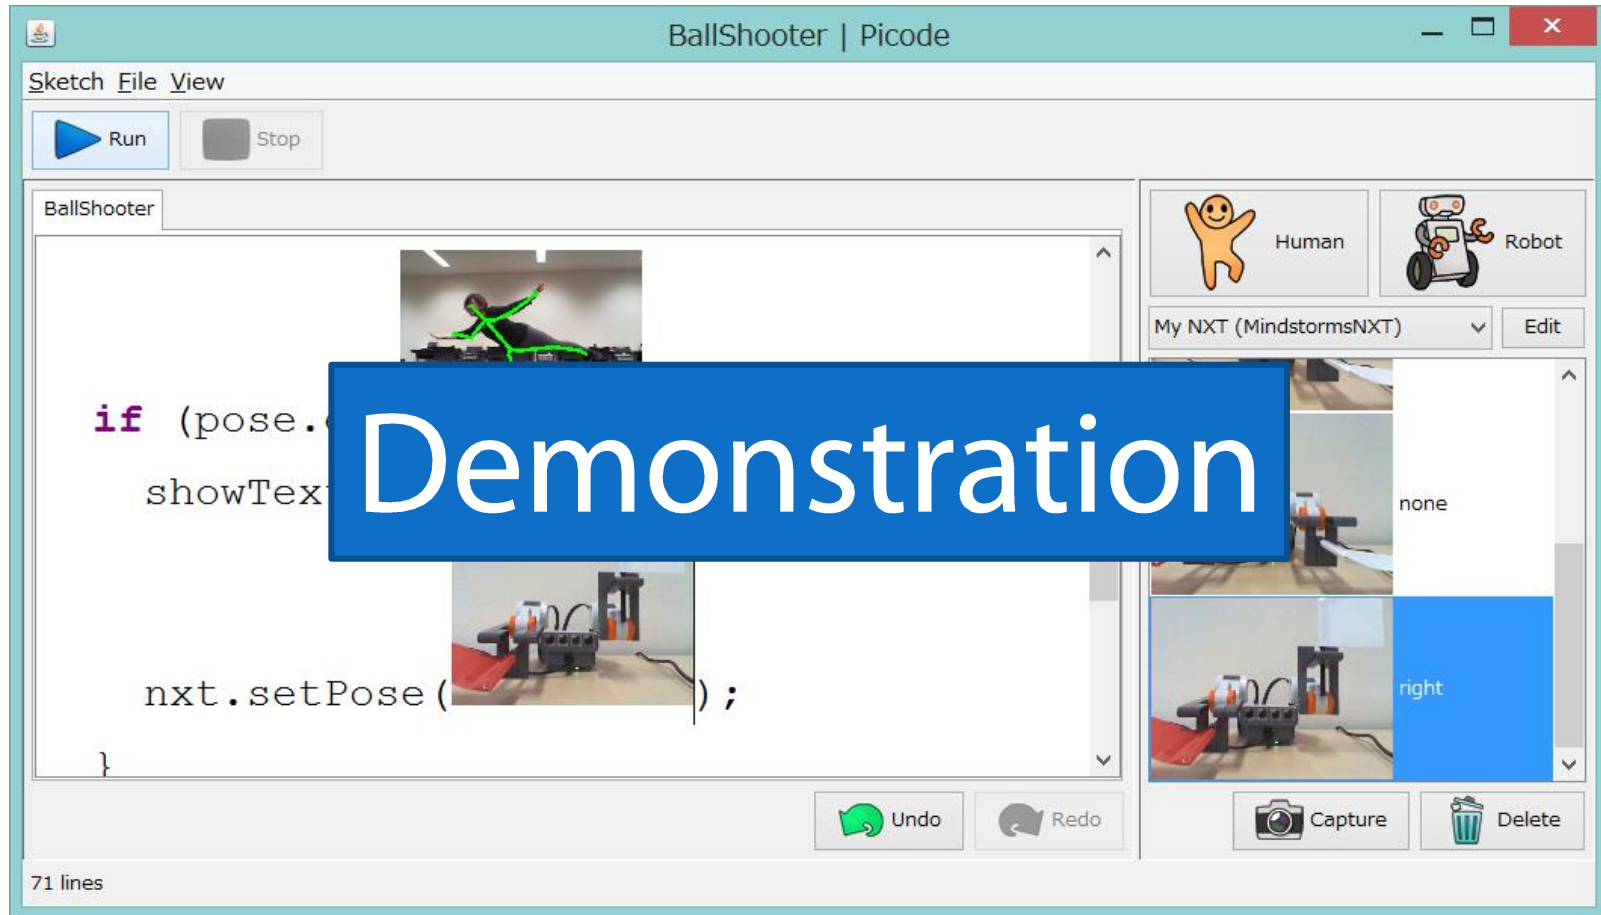 BallShooter | Picode
Sketch File View
Run Stop
BallShooter
Human Robot
My NXT (MindstormsNXT) Edit
if (pose.
showTex
Demonstration
none
nxt.setPose( );
right
}
Undo Redo
Capture Delete
71 lines